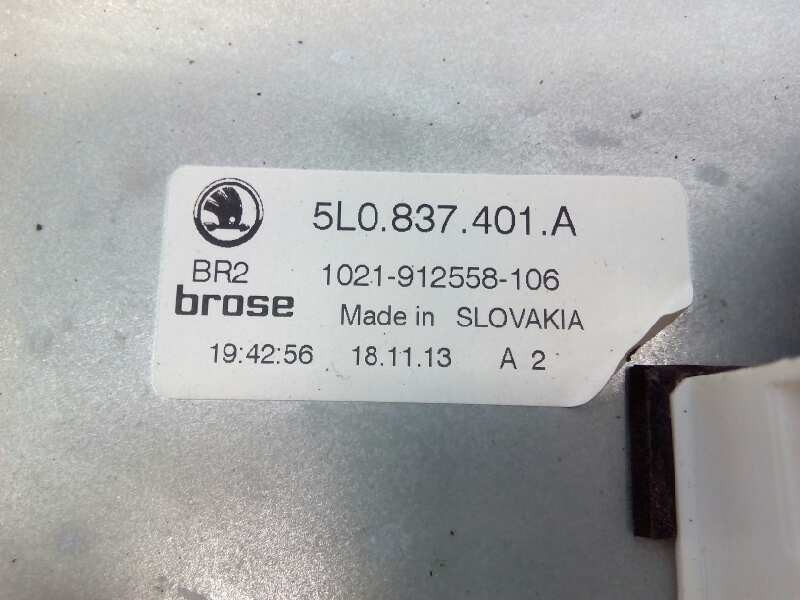 5L0.837.401.A
BR2 1021-912558-106
brose Made in SLOVAKIA
19:42:56 18.11.13 A 2